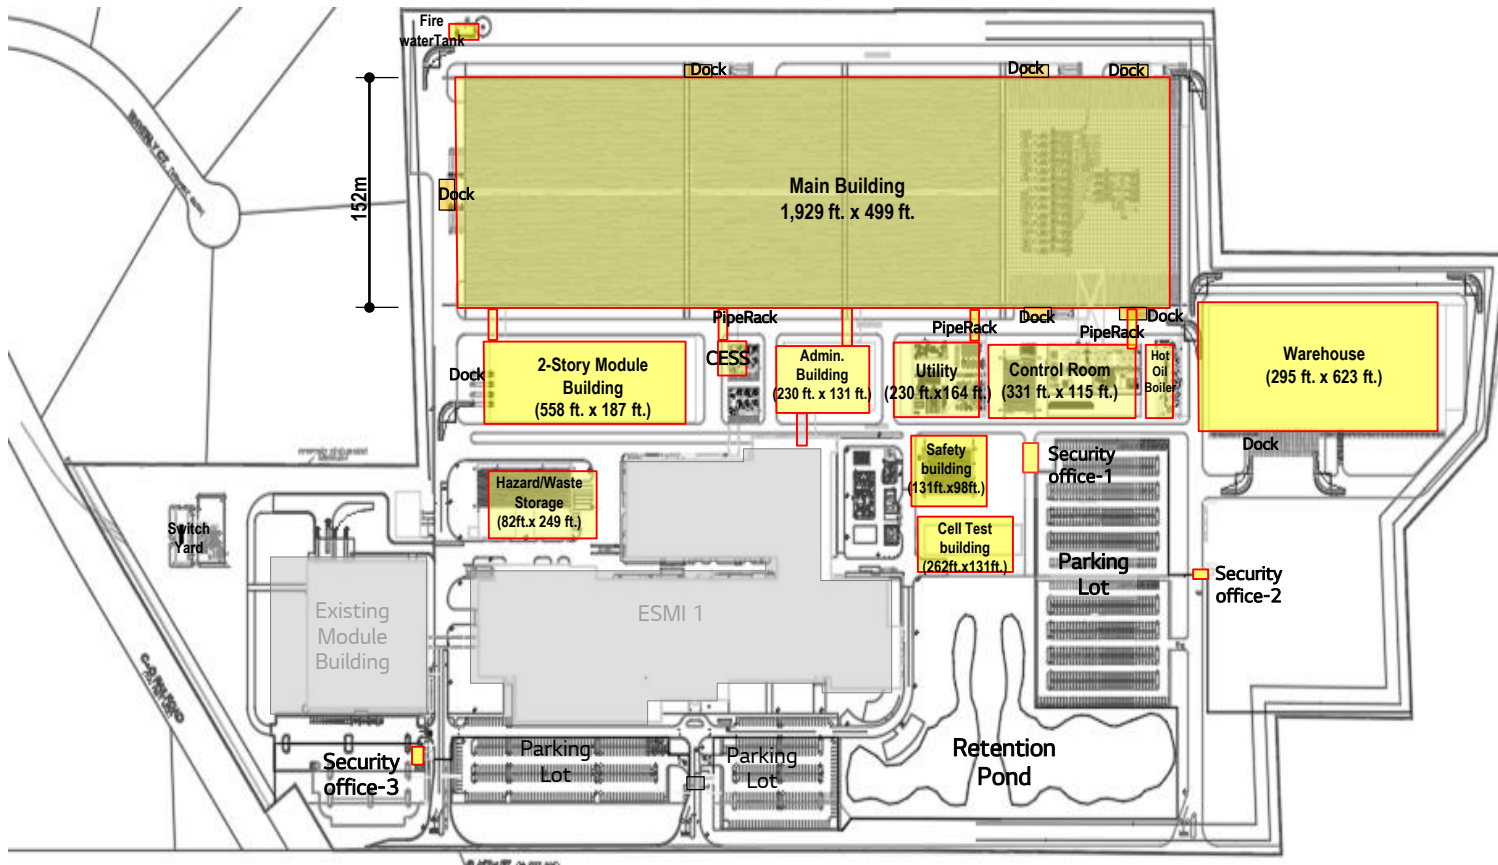 Fire
waterTank
Dock
Dock
Dock
152m
Dock
Main Building
1,929 ft. x 499 ft.
PipeRack
PipeRack
Dock
PipeRack
Dock
Dock
2-Story Module
Building
(558 ft. x 187 ft.)
CESS
Admin.
Building
(230 ft. x 131 ft.)
Utility
(230 ft.x164 ft.)
Control Room
(331 ft. x 115 ft.)
Hot
Oil
Boiler
Warehouse
(295 ft. x 623 ft.)
Dock
Hazard/Waste
Storage
(82ft.x 249 ft.)
Safety
building
(131ft.x98ft.)
Security
office-1
Switch
Yard
Cell Test
building
(262ft.x131ft.)
Parking
Lot
Security
office-2
Existing
Module
Building
ESMI 1
Security
office-3
Parking
Lot
Parking
Lot
Retention
Pond